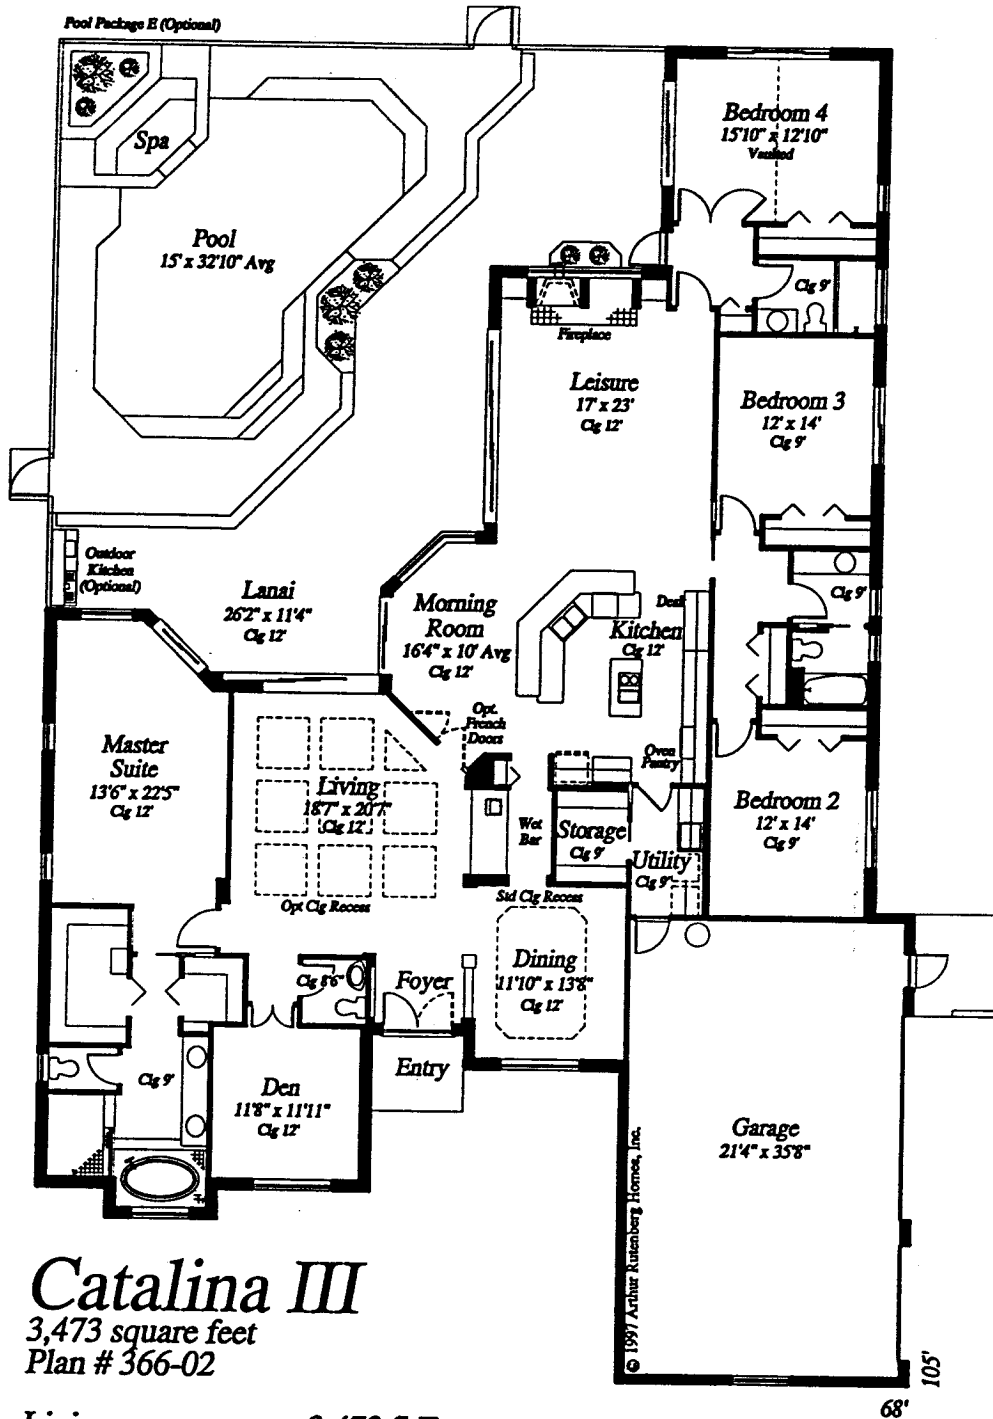 Pool Package E (Optional)
Spa
Pool
15' x 32'10" Avg
Bedroom 4
15'10" x 12'10"
Vaulted
Clg 9'
Fireplace
Leisure
17' x 23'
Clg 12'
Bedroom 3
12' x 14'
Clg 9'
Outdoor
Kitchen
(Optional)
Lanai
26'2" x 11'4"
Clg 12'
Morning
Room
16'4" x 10' Avg
Clg 12'
Desk
Kitchen
Clg 12'
Clg 9'
Opt.
French
Doors
Oven
Pantry
Master
Suite
13'6" x 22'5"
Clg 12'
Living
18'7" x 20'7"
Clg 12'
Opt Clg Recess
Wet
Bar
Storage
Clg 9'
Utility
Clg 9'
Bedroom 2
12' x 14'
Clg 9'
Std Clg Recess
Dining
11'10" x 13'8"
Clg 12'
Clg 8'6"
Foyer
Entry
Clg 9'
Den
11'8" x 11'11"
Clg 12'
Garage
21'4" x 35'8"
© 1997 Arthur Rutenberg Homes, Inc.
Catalina III
3,473 square feet
Plan # 366-02
105'
68'